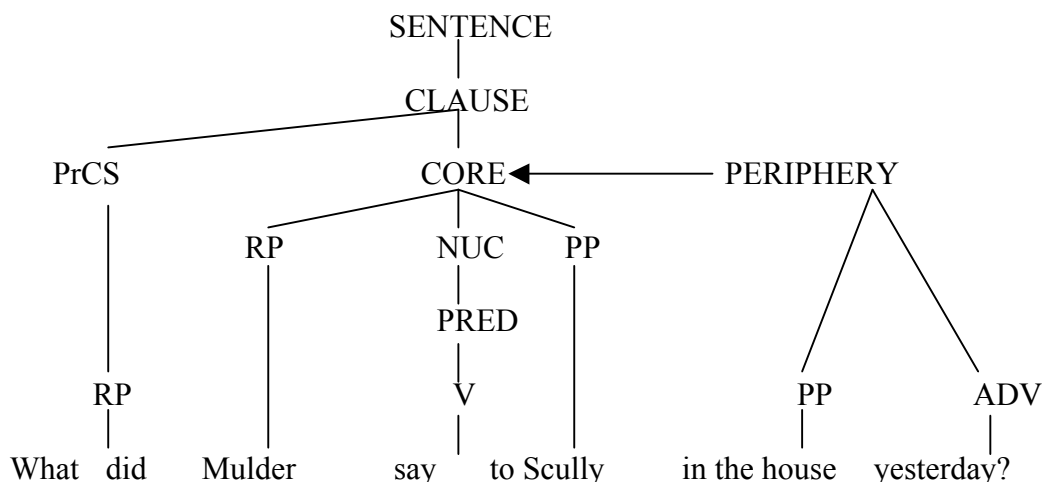 SENTENCE
CLAUSE
PrCS CORE PERIPHERY
RP NUC PP
PRED
RP V PP ADV
What did Mulder say to Scully in the house yesterday?